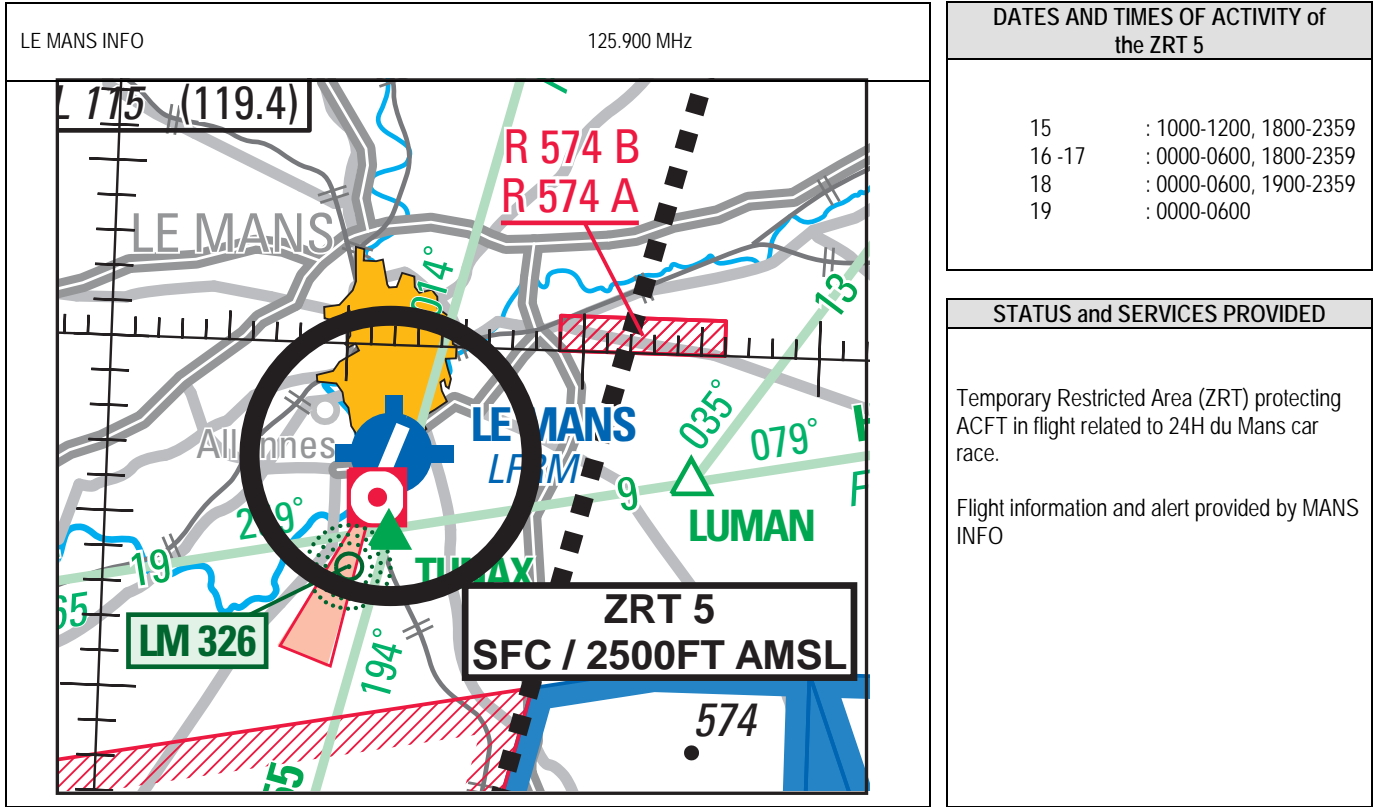 LE MANS INFO 125.900 MHz
L 115 (119.4)
R 574 B
R 574 A
LE MANS
014°
13
Allonnes
LE MANS
LFRM
035°
079°
9
LUMAN
19
TUPAX
LM 326
194°
ZRT 5
SFC / 2500FT AMSL
574
DATES AND TIMES OF ACTIVITY of
the ZRT 5
15 : 1000-1200, 1800-2359
16 -17 : 0000-0600, 1800-2359
18 : 0000-0600, 1900-2359
19 : 0000-0600
STATUS and SERVICES PROVIDED
Temporary Restricted Area (ZRT) protecting
ACFT in flight related to 24H du Mans car
race.
Flight information and alert provided by MANS
INFO